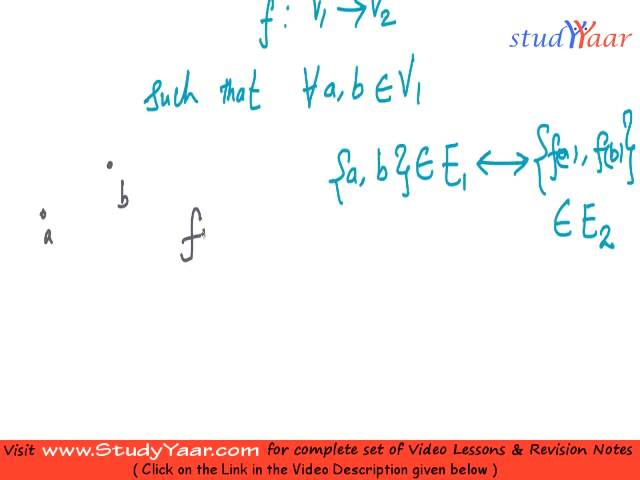 f : V₁ → V₂
studYYaar
such that ∀ a, b ∈ V₁
{a, b} ∈ E₁ ↔ {f(a), f(b)}
∈ E₂
b
a
f
Visit www.StudyYaar.com for complete set of Video Lessons & Revision Notes
( Click on the Link in the Video Description given below )